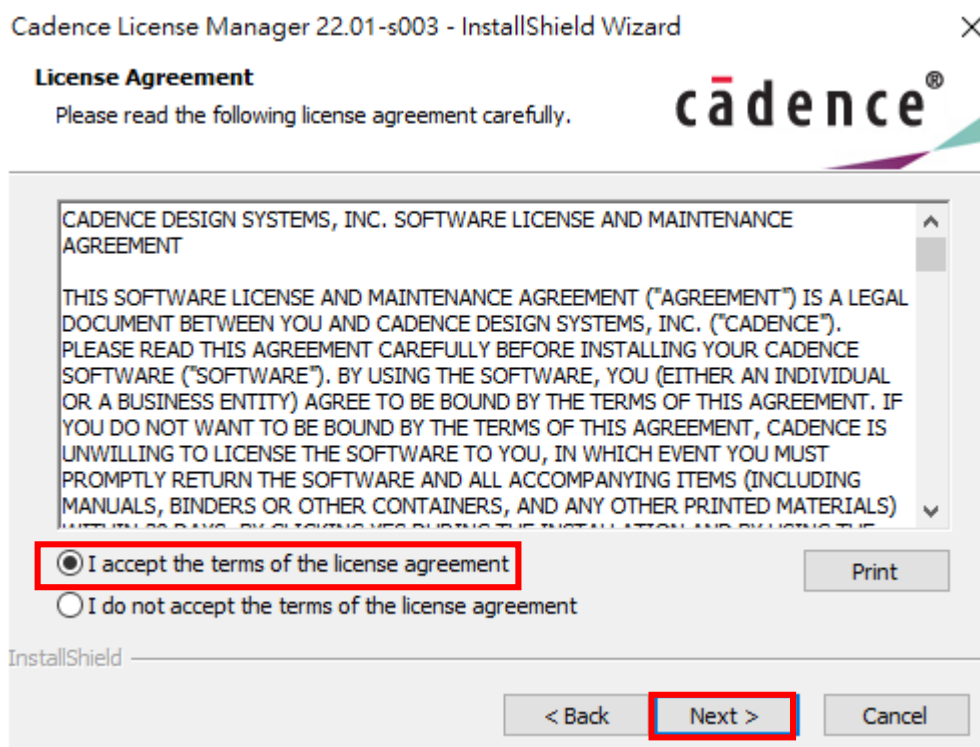 Cadence License Manager 22.01-s003 - InstallShield Wizard
License Agreement
Please read the following license agreement carefully.
cādence®
CADENCE DESIGN SYSTEMS, INC. SOFTWARE LICENSE AND MAINTENANCE
AGREEMENT
THIS SOFTWARE LICENSE AND MAINTENANCE AGREEMENT ("AGREEMENT") IS A LEGAL
DOCUMENT BETWEEN YOU AND CADENCE DESIGN SYSTEMS, INC. ("CADENCE").
PLEASE READ THIS AGREEMENT CAREFULLY BEFORE INSTALLING YOUR CADENCE
SOFTWARE ("SOFTWARE"). BY USING THE SOFTWARE, YOU (EITHER AN INDIVIDUAL
OR A BUSINESS ENTITY) AGREE TO BE BOUND BY THE TERMS OF THIS AGREEMENT. IF
YOU DO NOT WANT TO BE BOUND BY THE TERMS OF THIS AGREEMENT, CADENCE IS
UNWILLING TO LICENSE THE SOFTWARE TO YOU, IN WHICH EVENT YOU MUST
PROMPTLY RETURN THE SOFTWARE AND ALL ACCOMPANYING ITEMS (INCLUDING
MANUALS, BINDERS OR OTHER CONTAINERS, AND ANY OTHER PRINTED MATERIALS)
I accept the terms of the license agreement
Print
I do not accept the terms of the license agreement
InstallShield
< Back
Next >
Cancel